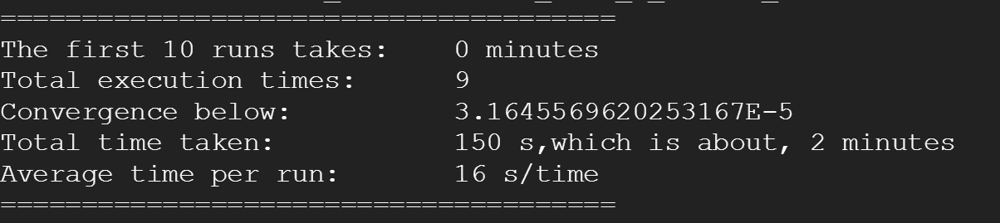 ======================================
The first 10 runs takes: 0 minutes
Total execution times: 9
Convergence below: 3.1645569620253167E-5
Total time taken: 150 s,which is about, 2 minutes
Average time per run: 16 s/time
======================================